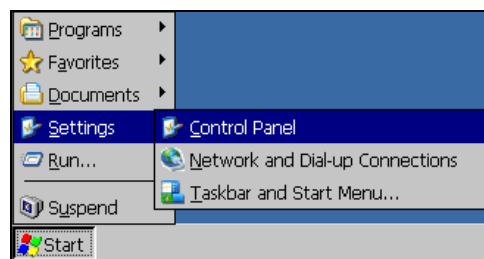 Programs
Favorites
Documents
Settings
Control Panel
Run...
Network and Dial-up Connections
Taskbar and Start Menu...
Suspend
Start